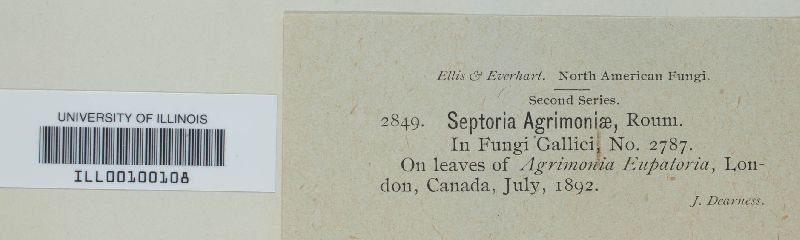 UNIVERSITY OF ILLINOIS
ILL00100108
Ellis & Everhart. North American Fungi.
Second Series.
2849. Septoria Agrimoniæ, Roum.
In Fungi Gallici, No. 2787.
On leaves of Agrimonia Eupatoria, Lon-
don, Canada, July, 1892.
J. Dearness.